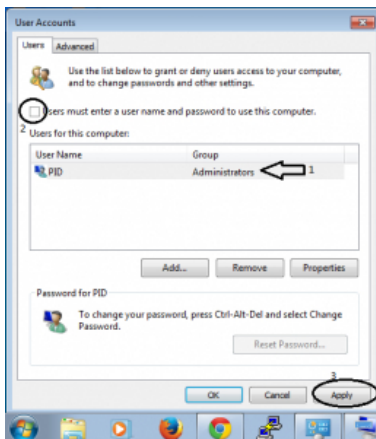 User Accounts
Users
Advanced
Use the list below to grant or deny users access to your computer,
and to change passwords and other settings.
Users must enter a user name and password to use this computer.
2
Users for this computer:
User Name
Group
PID
Administrators
1
Add...
Remove
Properties
Password for PID
To change your password, press Ctrl-Alt-Del and select Change
Password.
Reset Password...
3
OK
Cancel
Apply